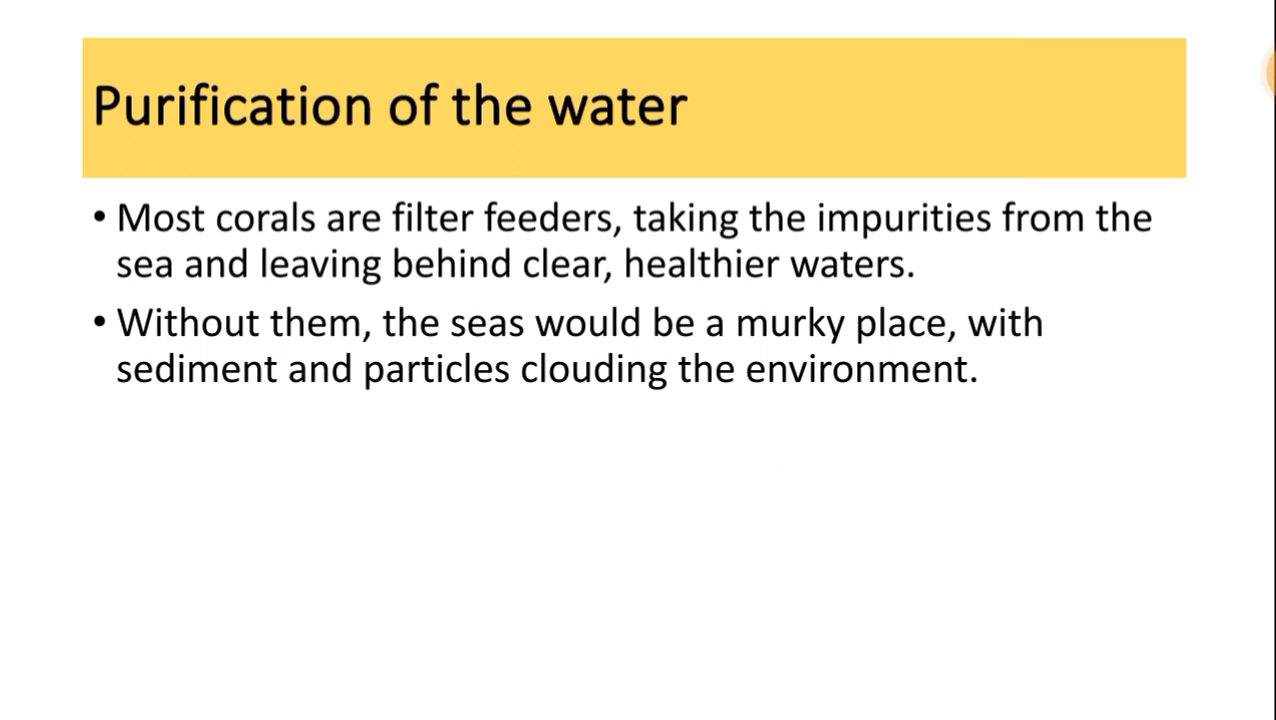 Purification of the water
• Most corals are filter feeders, taking the impurities from the
sea and leaving behind clear, healthier waters.
• Without them, the seas would be a murky place, with
sediment and particles clouding the environment.